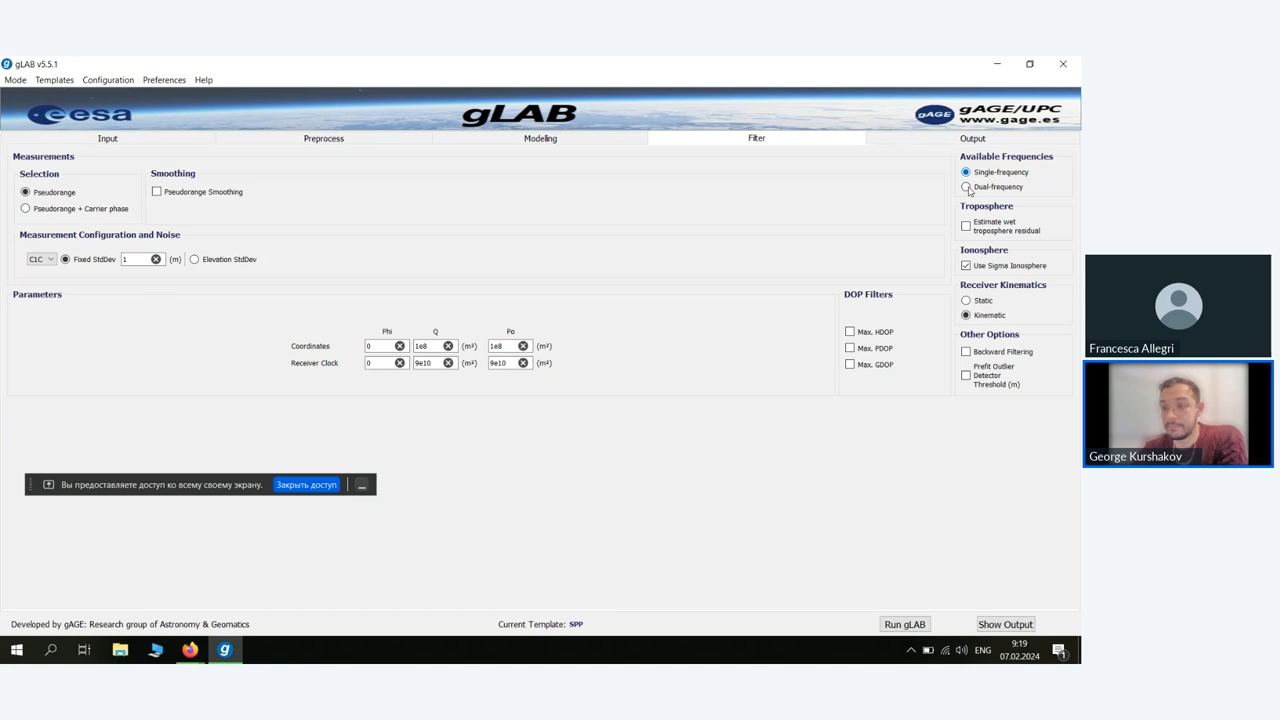 gLAB v5.5.1
Mode Templates Configuration Preferences Help
esa
gLAB
gAGE
gAGE/UPC
www.gage.es
Input Preprocess Modeling Filter Output
Measurements
Selection
Pseudorange
Pseudorange + Carrier phase
Smoothing
Pseudorange Smoothing
Measurement Configuration and Noise
C1C Fixed StdDev 1 (m) Elevation StdDev
Parameters
Phi Q Po
Coordinates 0 1e8 (m²) 1e8 (m²)
Receiver Clock 0 9e10 (m²) 9e10 (m²)
DOP Filters
Max. HDOP
Max. PDOP
Max. GDOP
Available Frequencies
Single-frequency
Dual-frequency
Troposphere
Estimate wet
troposphere residual
Ionosphere
Use Sigma Ionosphere
Receiver Kinematics
Static
Kinematic
Other Options
Backward Filtering
Prefit Outlier
Detector
Threshold (m)
Francesca Allegri
George Kurshakov
Вы предоставляете доступ ко всему своему экрану. Закрыть доступ
Developed by gAGE: Research group of Astronomy & Geomatics Current Template: SPP Run gLAB Show Output
g ENG 9:19
07.02.2024
1